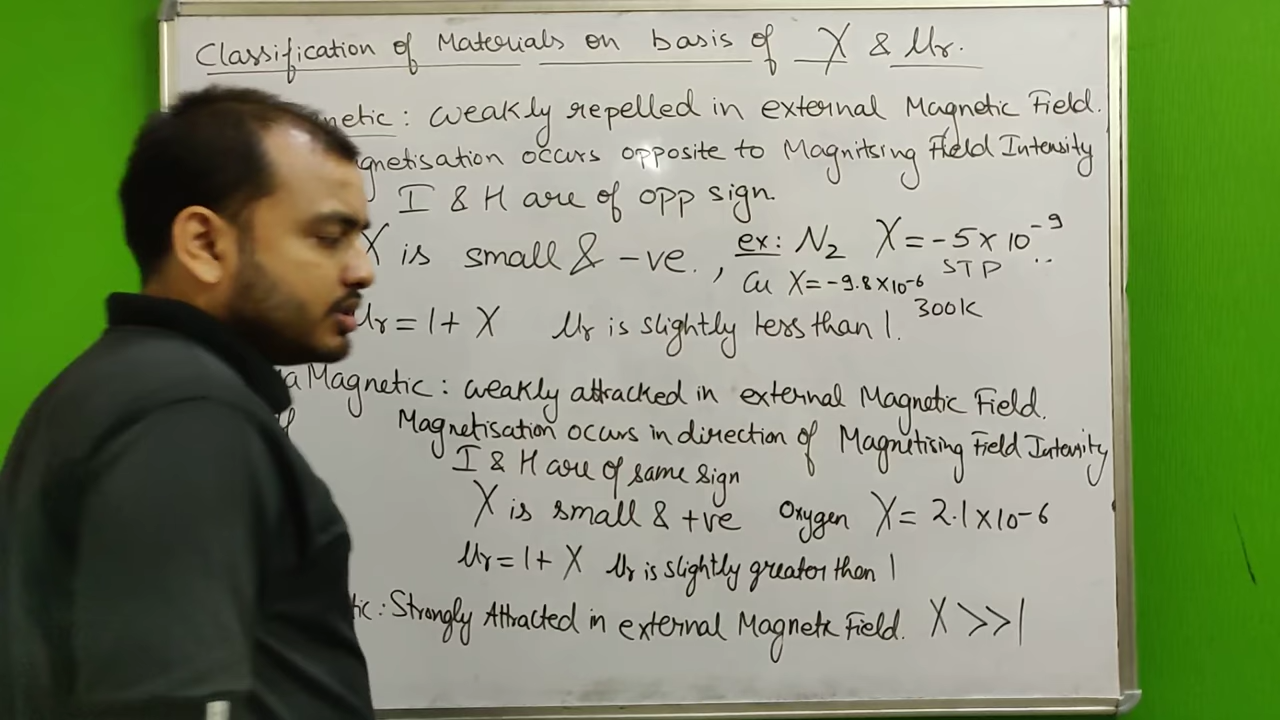 Classification of Materials on basis of X & μr.
netic : weakly repelled in external Magnetic Field.
gnetisation occurs opposite to Magnitsing Field Intensity
I & H are of opp sign.
X is small & -ve. , ex: N2 X = -5 x 10^-9
Cu X = -9.8 x 10^-6 STP
300K
μr = 1 + X μr is slightly less than 1.
a Magnetic : weakly attracked in external Magnetic Field.
Magnetisation occurs in direction of Magnetising Field Intensity
I & H are of same sign
X is small & +ve Oxygen X = 2.1 x 10-6
μr = 1 + X μr is slightly greater than 1
tic : Strongly Attracted in external Magnetic Field. X >> 1